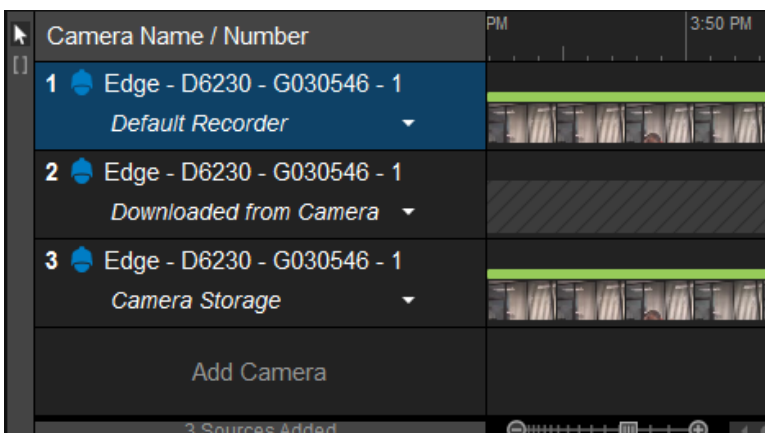 Camera Name / Number
PM
3:50 PM
1 Edge - D6230 - G030546 - 1
Default Recorder
2 Edge - D6230 - G030546 - 1
Downloaded from Camera
3 Edge - D6230 - G030546 - 1
Camera Storage
Add Camera
3 Sources Added